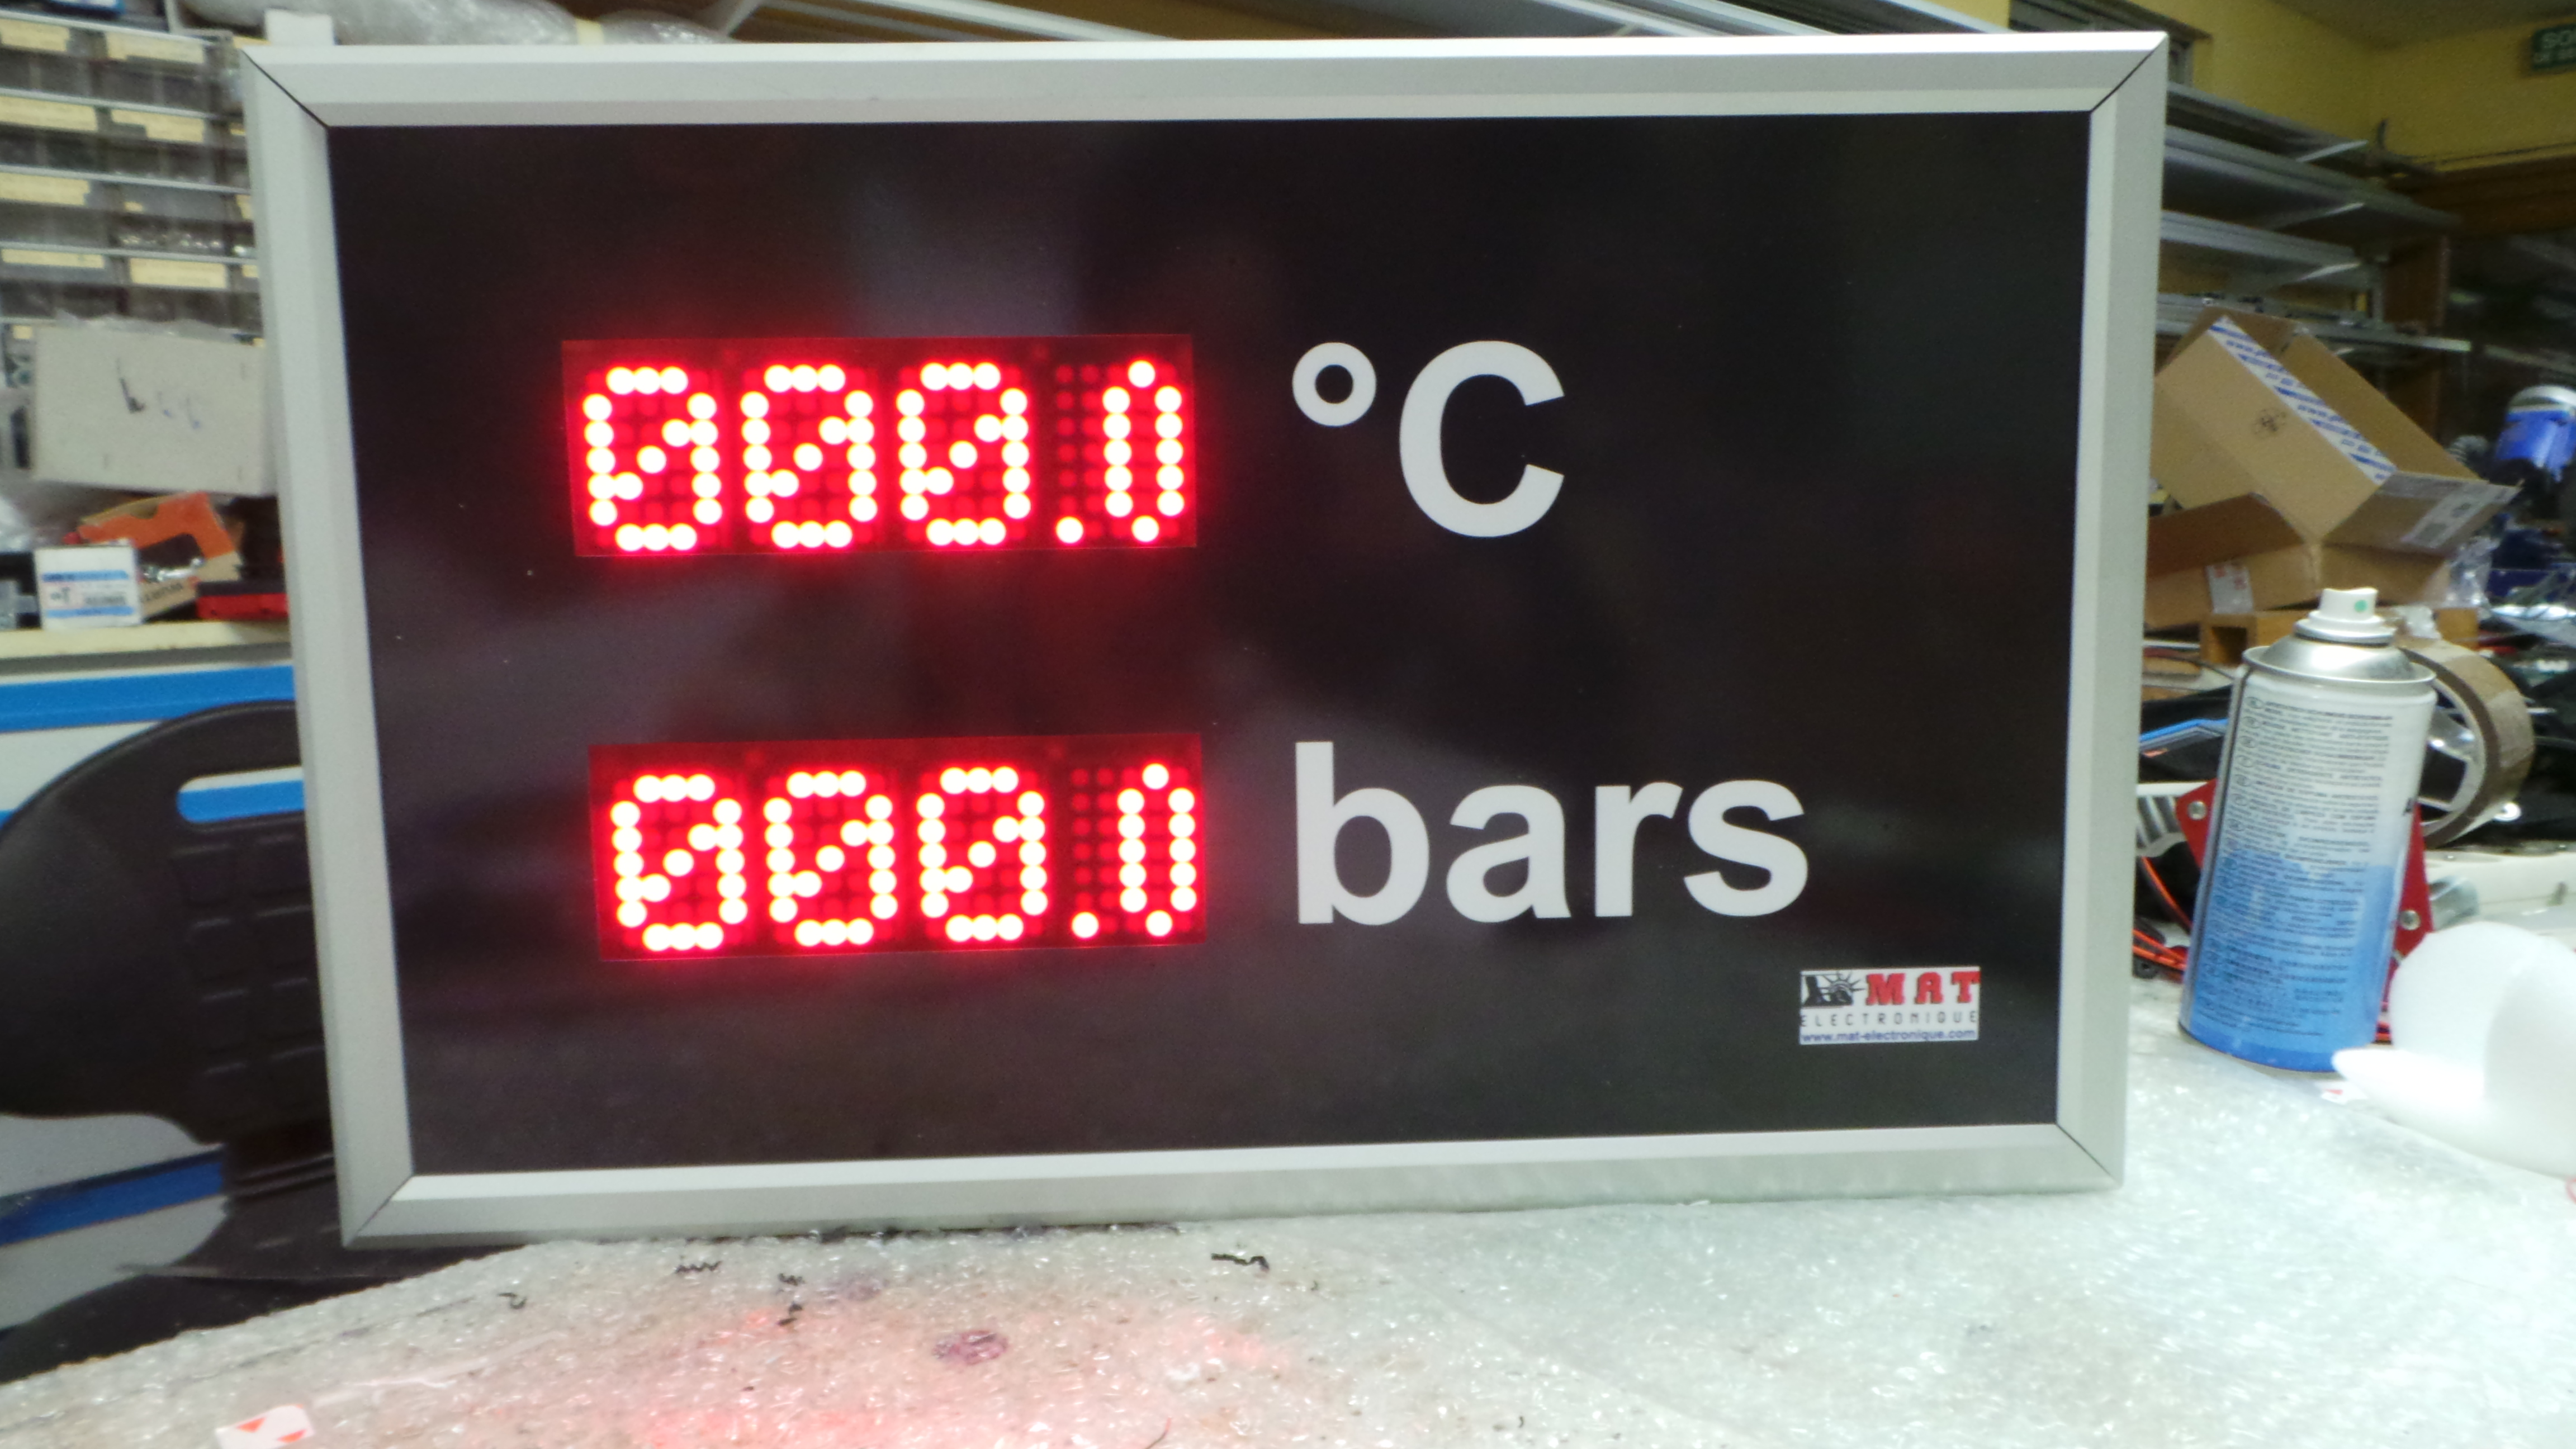 000.0 °C
000.0 bars
MAT
ELECTRONIQUE
www.mat-electronique.com